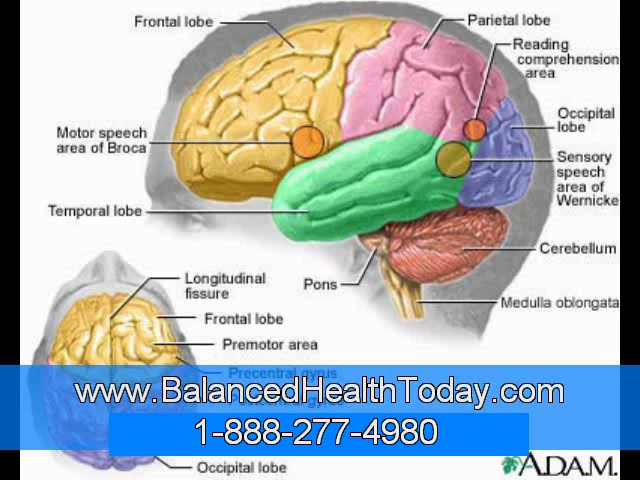 Frontal lobe
Parietal lobe
Reading
comprehension
area
Motor speech
area of Broca
Occipital
lobe
Sensory
speech
area of
Wernicke
Temporal lobe
Cerebellum
Pons
Medulla oblongata
Longitudinal
fissure
Frontal lobe
Premotor area
Precentral gyrus
www.BalancedHealthToday.com
1-888-277-4980
Occipital lobe
A.D.A.M.